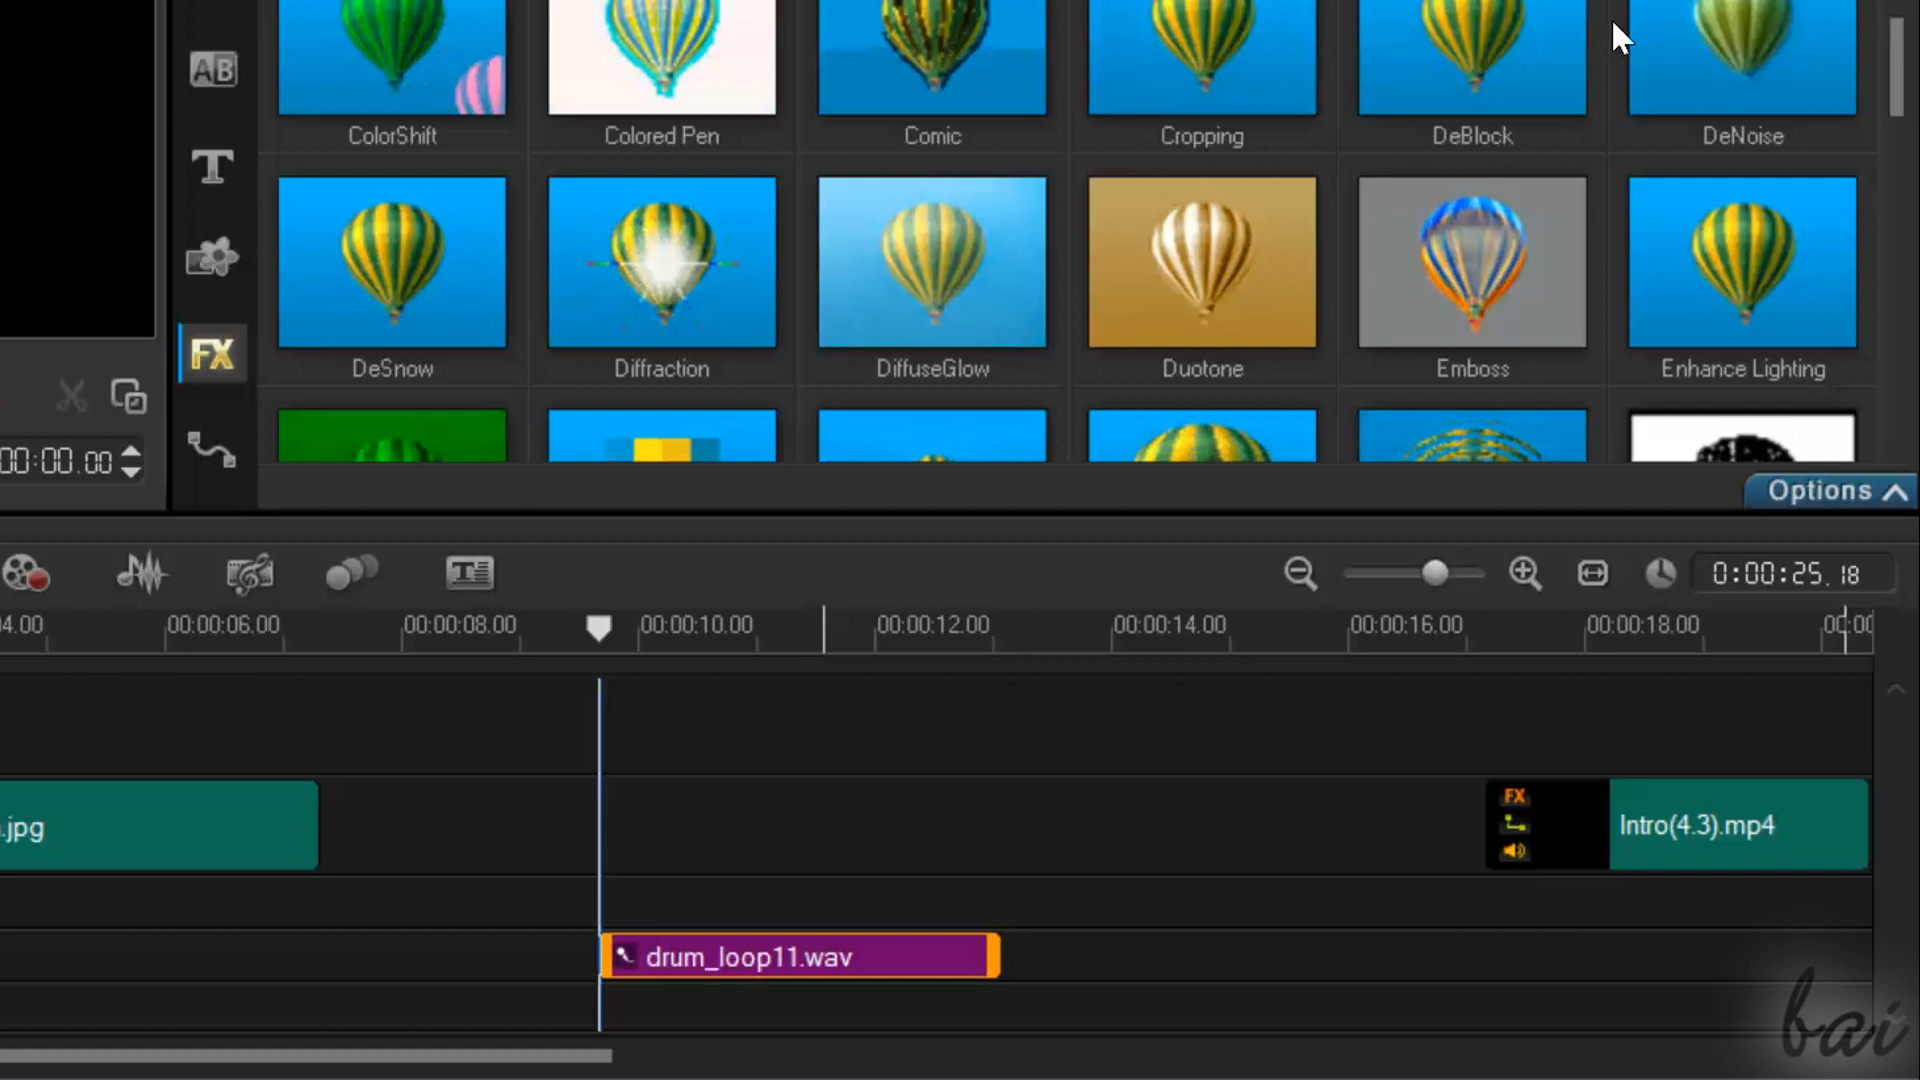 AB
ColorShift Colored Pen Comic Cropping DeBlock DeNoise
T
DeSnow Diffraction DiffuseGlow Duotone Emboss Enhance Lighting
FX
00:00.00
Options
T
0:00:25.18
4.00 00:00:06.00 00:00:08.00 00:00:10.00 00:00:12.00 00:00:14.00 00:00:16.00 00:00:18.00
FX
.jpg
Intro(4.3).mp4
drum_loop11.wav
bai